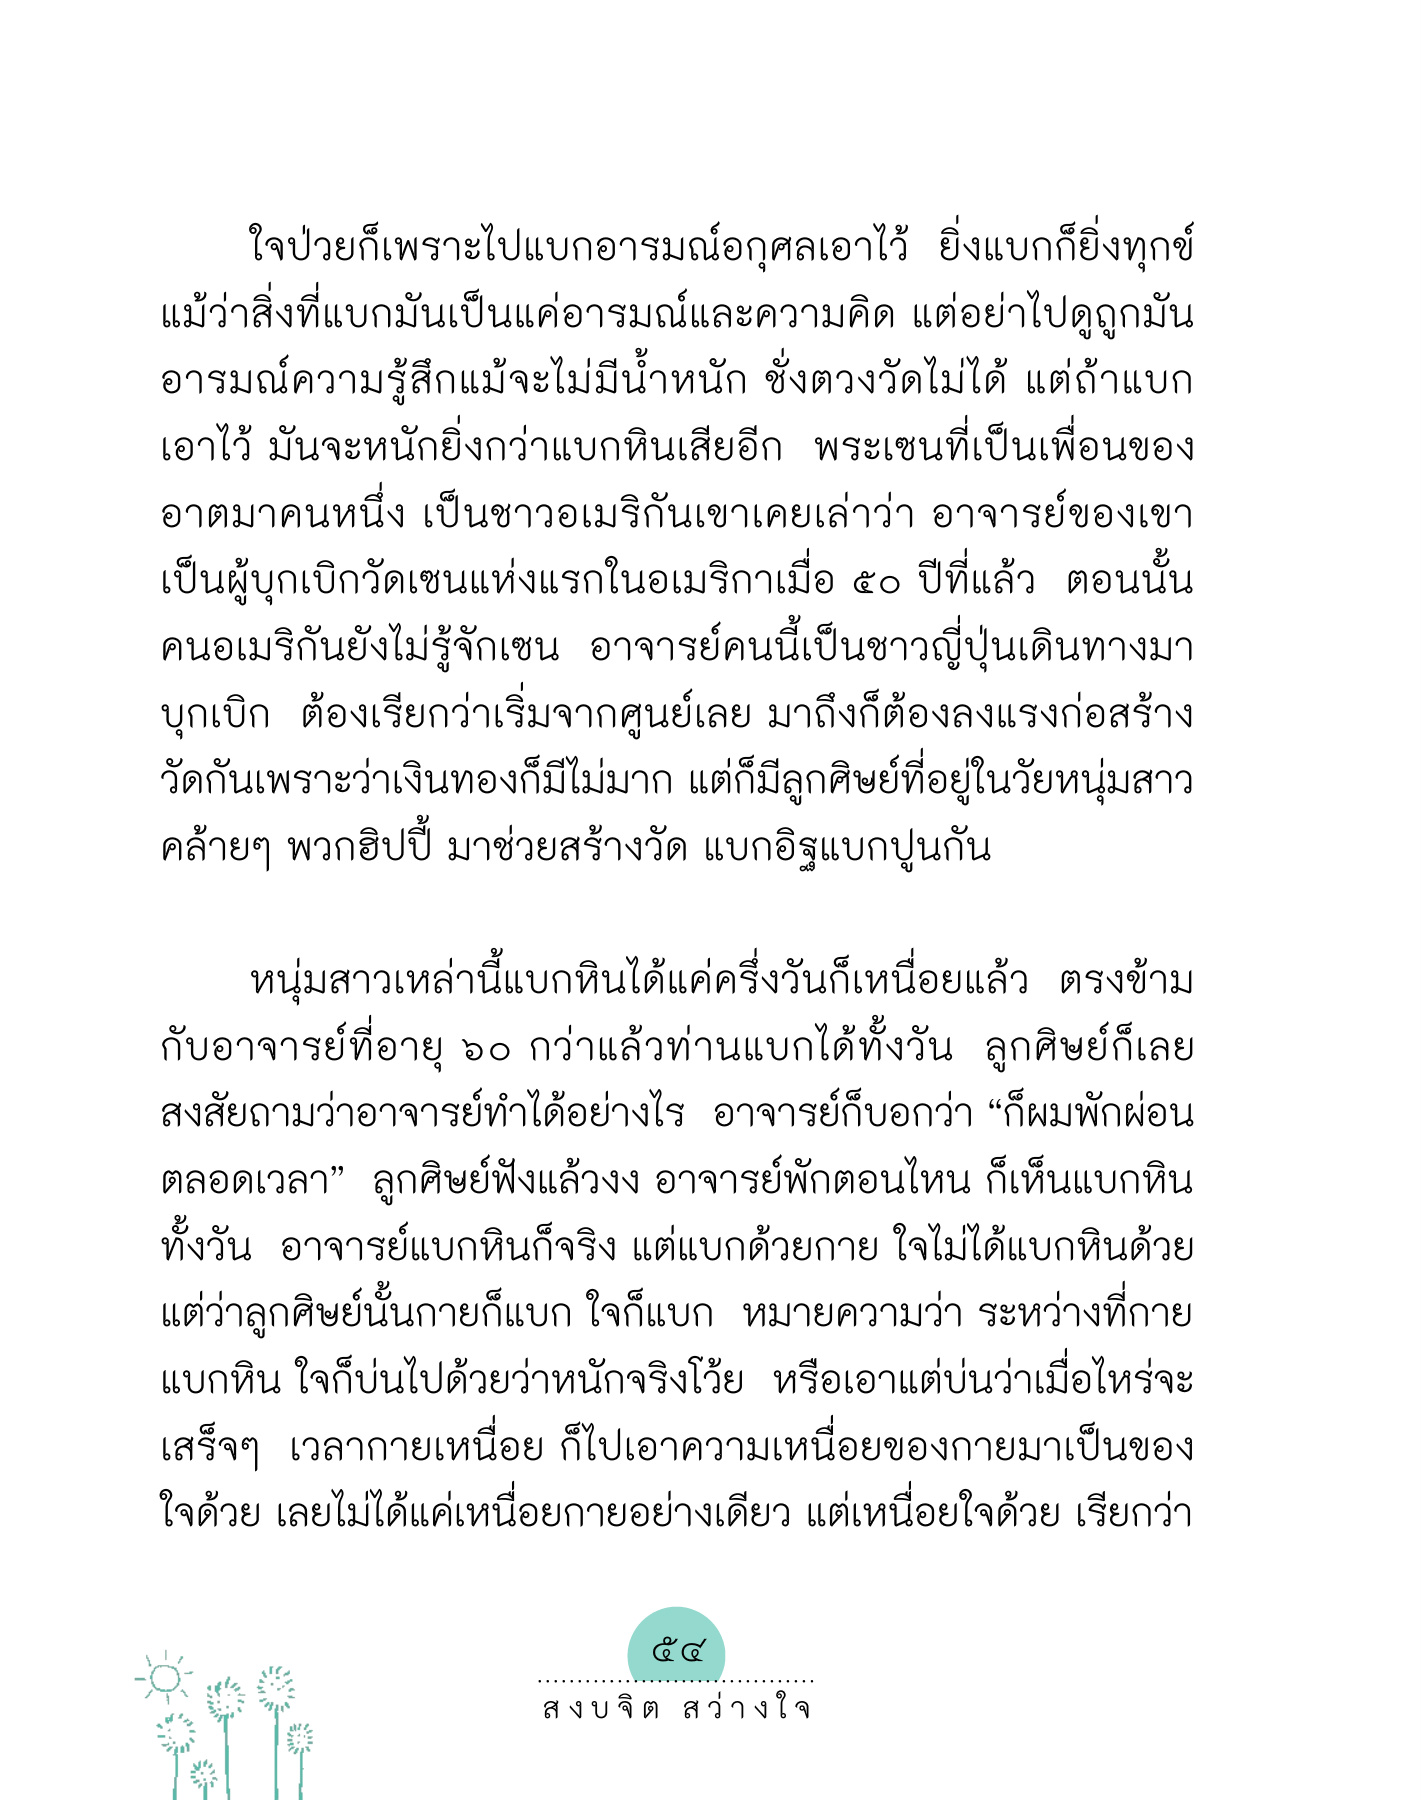 ใจป่วยก็เพราะไปแบกอารมณ์อกุศลเอาไว้  ยิ่งแบกก็ยิ่งทุกข์
แม้ว่าสิ่งที่แบกมันเป็นแค่อารมณ์และความคิด แต่อย่าไปดูถูกมัน
อารมณ์ความรู้สึกแม้จะไม่มีน้ำหนัก ชั่งตวงวัดไม่ได้ แต่ถ้าแบก
เอาไว้ มันจะหนักยิ่งกว่าแบกหินเสียอีก  พระเซนที่เป็นเพื่อนของ
อาตมาคนหนึ่ง เป็นชาวอเมริกันเขาเคยเล่าว่า อาจารย์ของเขา
เป็นผู้บุกเบิกวัดเซนแห่งแรกในอเมริกาเมื่อ ๕๐ ปีที่แล้ว  ตอนนั้น
คนอเมริกันยังไม่รู้จักเซน  อาจารย์คนนี้เป็นชาวญี่ปุ่นเดินทางมา
บุกเบิก  ต้องเรียกว่าเริ่มจากศูนย์เลย มาถึงก็ต้องลงแรงก่อสร้าง
วัดกันเพราะว่าเงินทองก็มีไม่มาก แต่ก็มีลูกศิษย์ที่อยู่ในวัยหนุ่มสาว
คล้ายๆ พวกฮิปปี้ มาช่วยสร้างวัด แบกอิฐแบกปูนกัน
หนุ่มสาวเหล่านี้แบกหินได้แค่ครึ่งวันก็เหนื่อยแล้ว  ตรงข้าม
กับอาจารย์ที่อายุ ๖๐ กว่าแล้วท่านแบกได้ทั้งวัน  ลูกศิษย์ก็เลย
สงสัยถามว่าอาจารย์ทำได้อย่างไร  อาจารย์ก็บอกว่า “ก็ผมพักผ่อน
ตลอดเวลา”  ลูกศิษย์ฟังแล้วงง อาจารย์พักตอนไหน ก็เห็นแบกหิน
ทั้งวัน  อาจารย์แบกหินก็จริง แต่แบกด้วยกาย ใจไม่ได้แบกหินด้วย
แต่ว่าลูกศิษย์นั้นกายก็แบก ใจก็แบก  หมายความว่า ระหว่างที่กาย
แบกหิน ใจก็บ่นไปด้วยว่าหนักจริงโว้ย  หรือเอาแต่บ่นว่าเมื่อไหร่จะ
เสร็จๆ  เวลากายเหนื่อย ก็ไปเอาความเหนื่อยของกายมาเป็นของ
ใจด้วย เลยไม่ได้แค่เหนื่อยกายอย่างเดียว แต่เหนื่อยใจด้วย เรียกว่า
๕๔
สงบจิต สว่างใจ